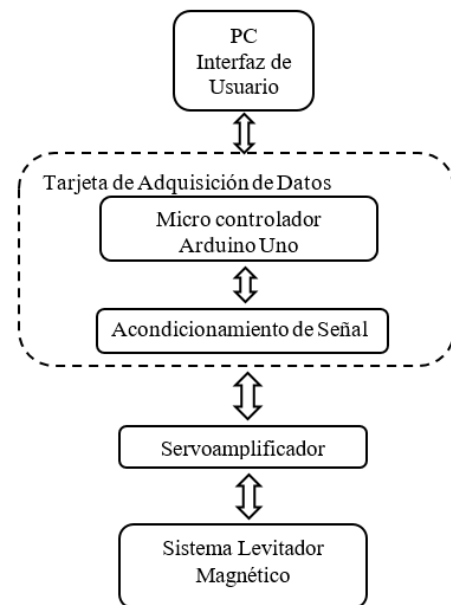 PC
Interfaz de
Usuario
Tarjeta de Adquisición de Datos
Micro controlador
Arduino Uno
Acondicionamiento de Señal
Servoamplificador
Sistema Levitador
Magnético